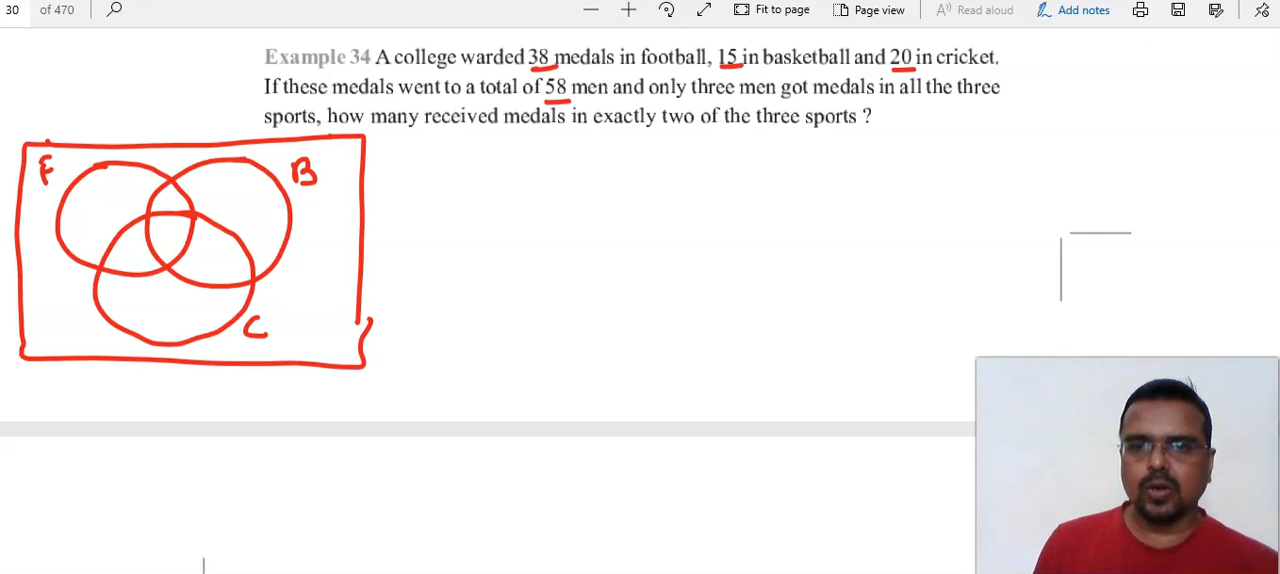 30 of 470 Fit to page Page view Read aloud Add notes
Example 34 A college warded 38 medals in football, 15 in basketball and 20 in cricket.
If these medals went to a total of 58 men and only three men got medals in all the three
sports, how many received medals in exactly two of the three sports ?
F B
C